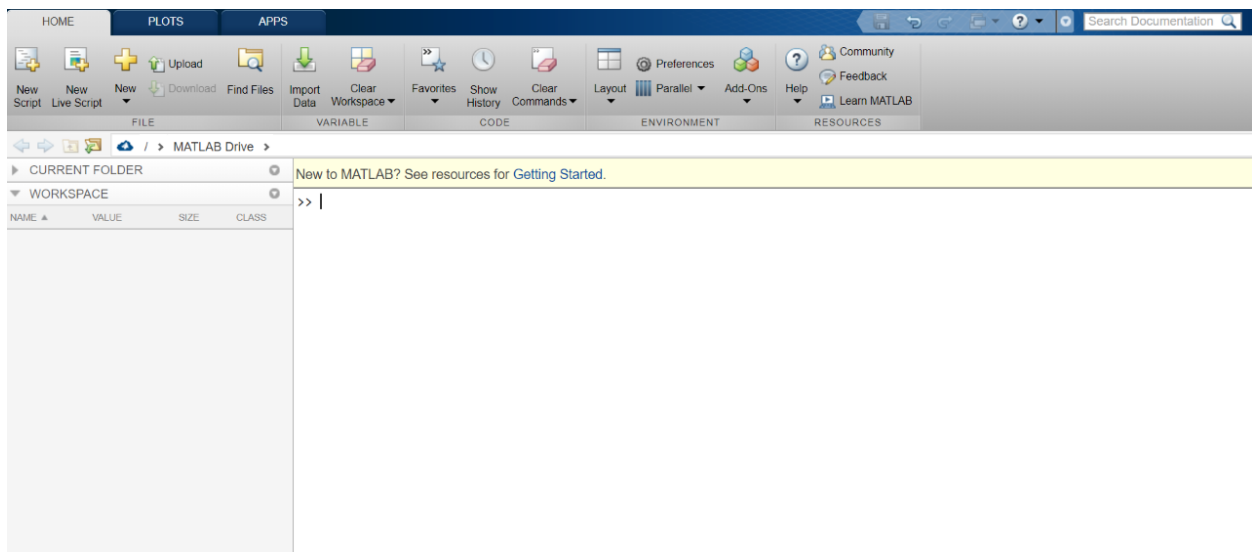 HOME PLOTS APPS
Search Documentation
New Script
New Live Script
New
Upload
Download
Find Files
Import Data
Clear Workspace
Favorites
Show History
Clear Commands
Layout
Preferences
Parallel
Add-Ons
Help
Community
Feedback
Learn MATLAB
FILE VARIABLE CODE ENVIRONMENT RESOURCES
/ > MATLAB Drive >
CURRENT FOLDER
New to MATLAB? See resources for Getting Started.
WORKSPACE
>>
NAME VALUE SIZE CLASS